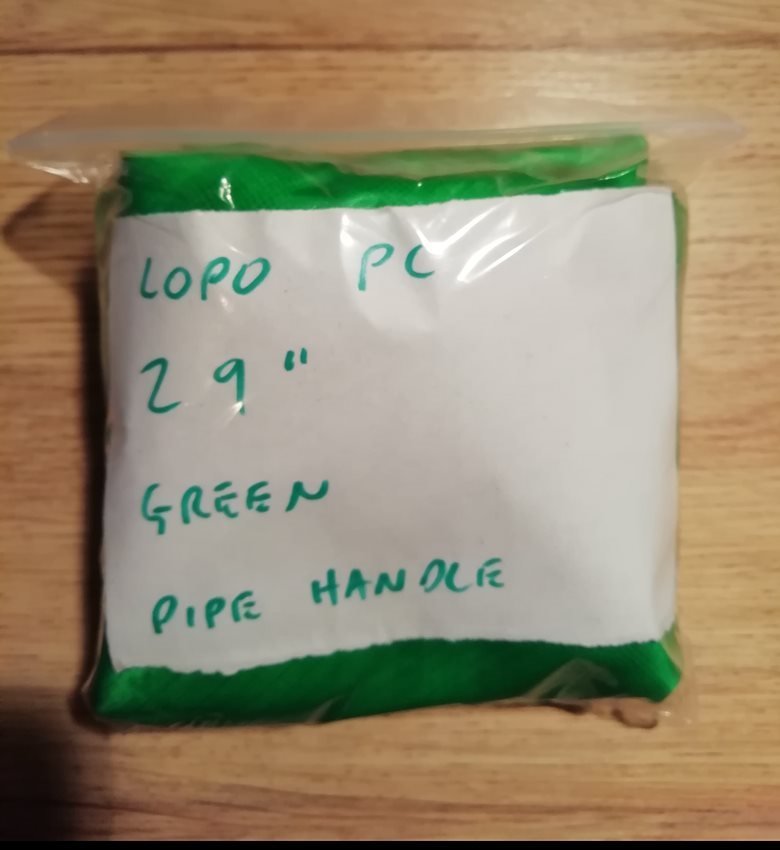 LOPO PC
29"
GREEN
PIPE HANDLE